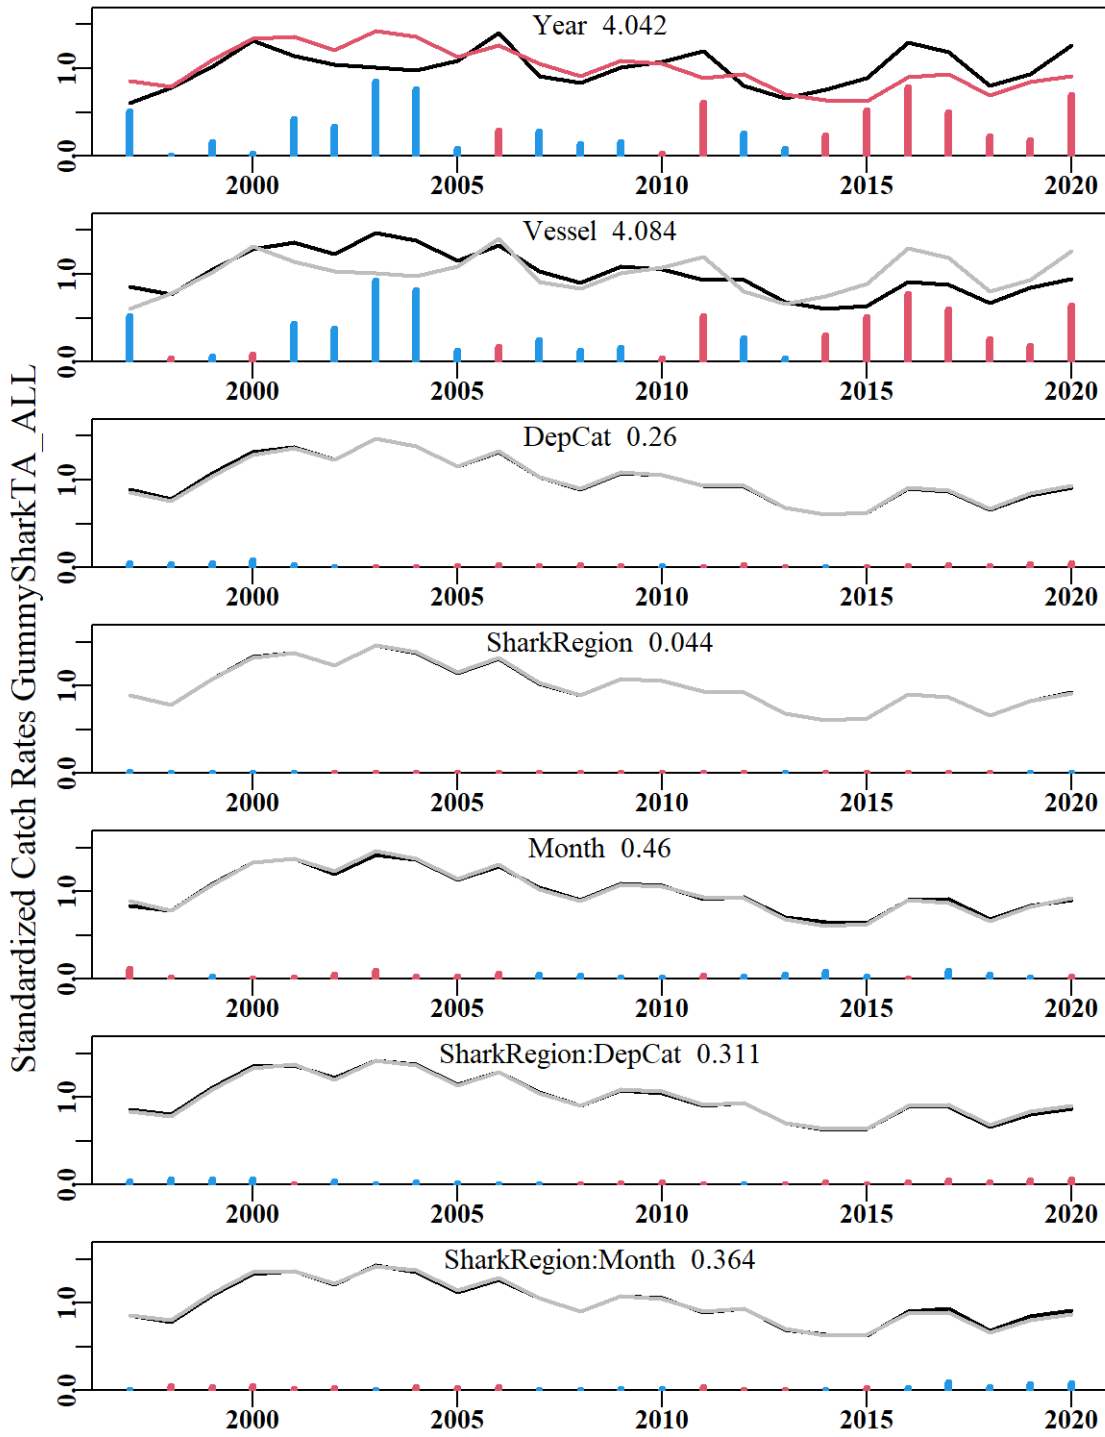 Standardized Catch Rates GummySharkTA_ALL
Year 4.042
1.0
0.0
2000 2005 2010 2015 2020
Vessel 4.084
1.0
0.0
2000 2005 2010 2015 2020
DepCat 0.26
1.0
0.0
2000 2005 2010 2015 2020
SharkRegion 0.044
1.0
0.0
2000 2005 2010 2015 2020
Month 0.46
1.0
0.0
2000 2005 2010 2015 2020
SharkRegion:DepCat 0.311
1.0
0.0
2000 2005 2010 2015 2020
SharkRegion:Month 0.364
1.0
0.0
2000 2005 2010 2015 2020